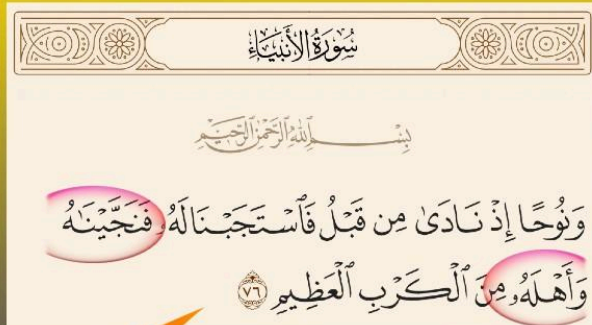 سُورَةُ الأَنبِيَاءِ
بِسْمِ ٱللَّهِ ٱلرَّحْمَٰنِ ٱلرَّحِيمِ
وَنُوحًا إِذْ نَادَىٰ مِن قَبْلُ فَٱسْتَجَبْنَا لَهُۥ فَنَجَّيْنَٰهُ
وَأَهْلَهُۥ مِنَ ٱلْكَرْبِ ٱلْعَظِيمِ ٧٦